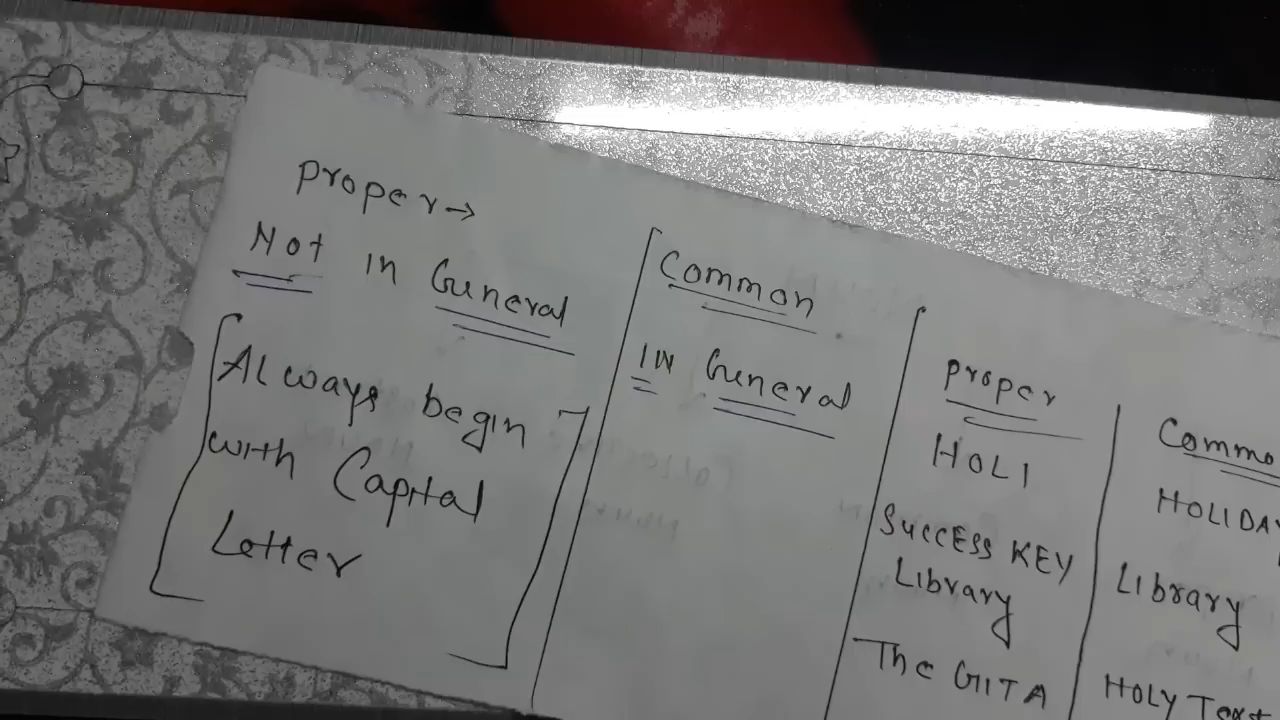 Proper →
Not in General
Always begin
with Capital
Letter
Common
IN General
Proper
HOLI
Success KEY
Library
The GITA
Commo
HOLIDAY
Library
HOLY Text